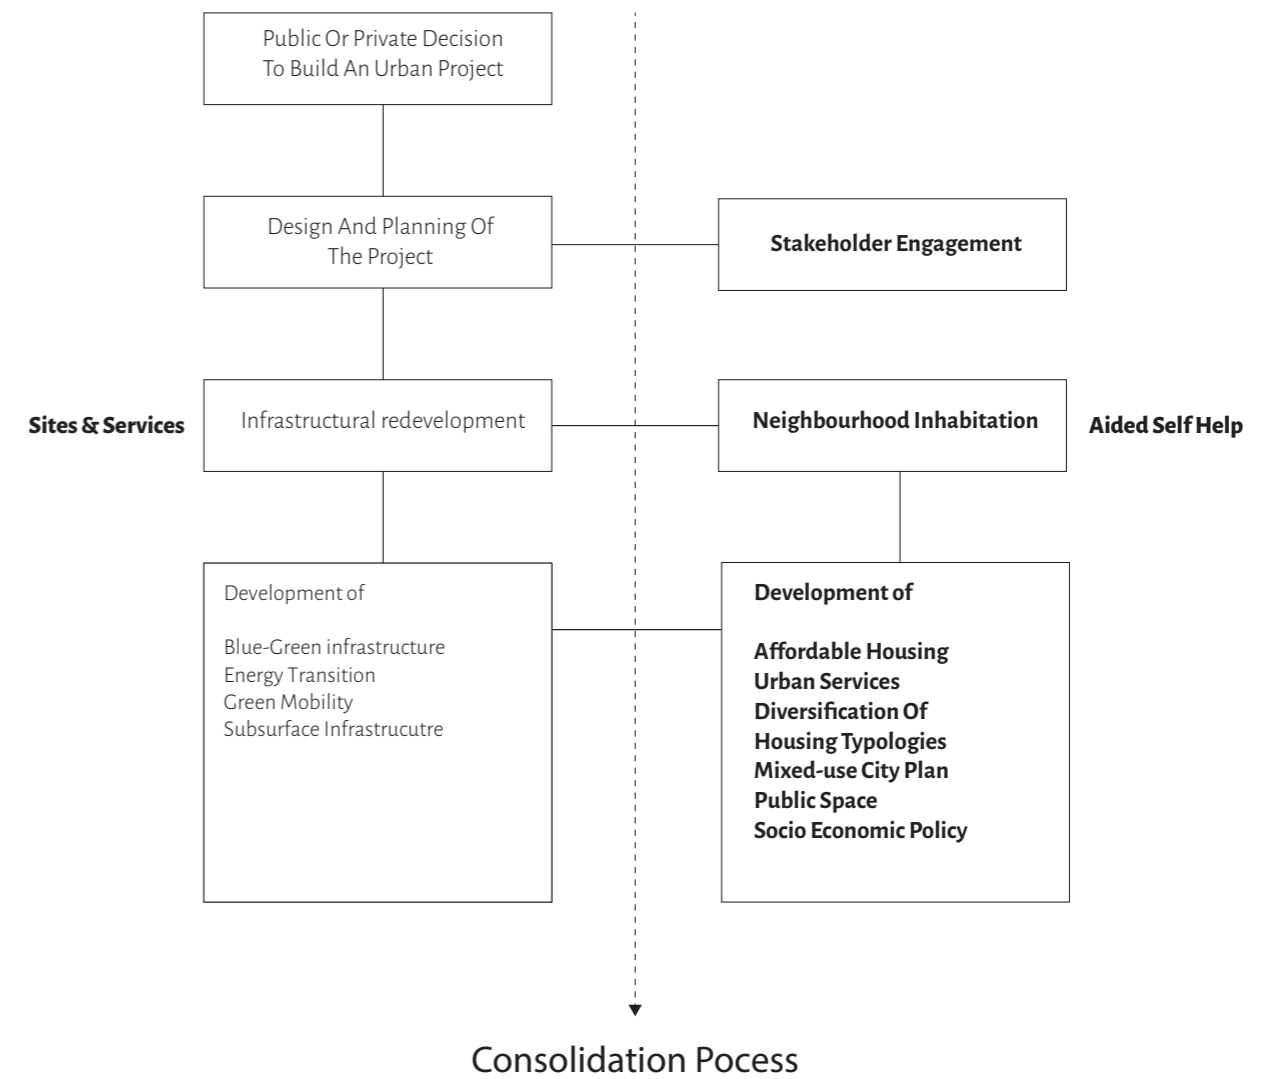 Public Or Private Decision
To Build An Urban Project
Design And Planning Of
The Project
Stakeholder Engagement
Sites & Services
Infrastructural redevelopment
Neighbourhood Inhabitation
Aided Self Help
Development of
Blue-Green infrastructure
Energy Transition
Green Mobility
Subsurface Infrastrucutre
Development of
Affordable Housing
Urban Services
Diversification Of
Housing Typologies
Mixed-use City Plan
Public Space
Socio Economic Policy
Consolidation Pocess